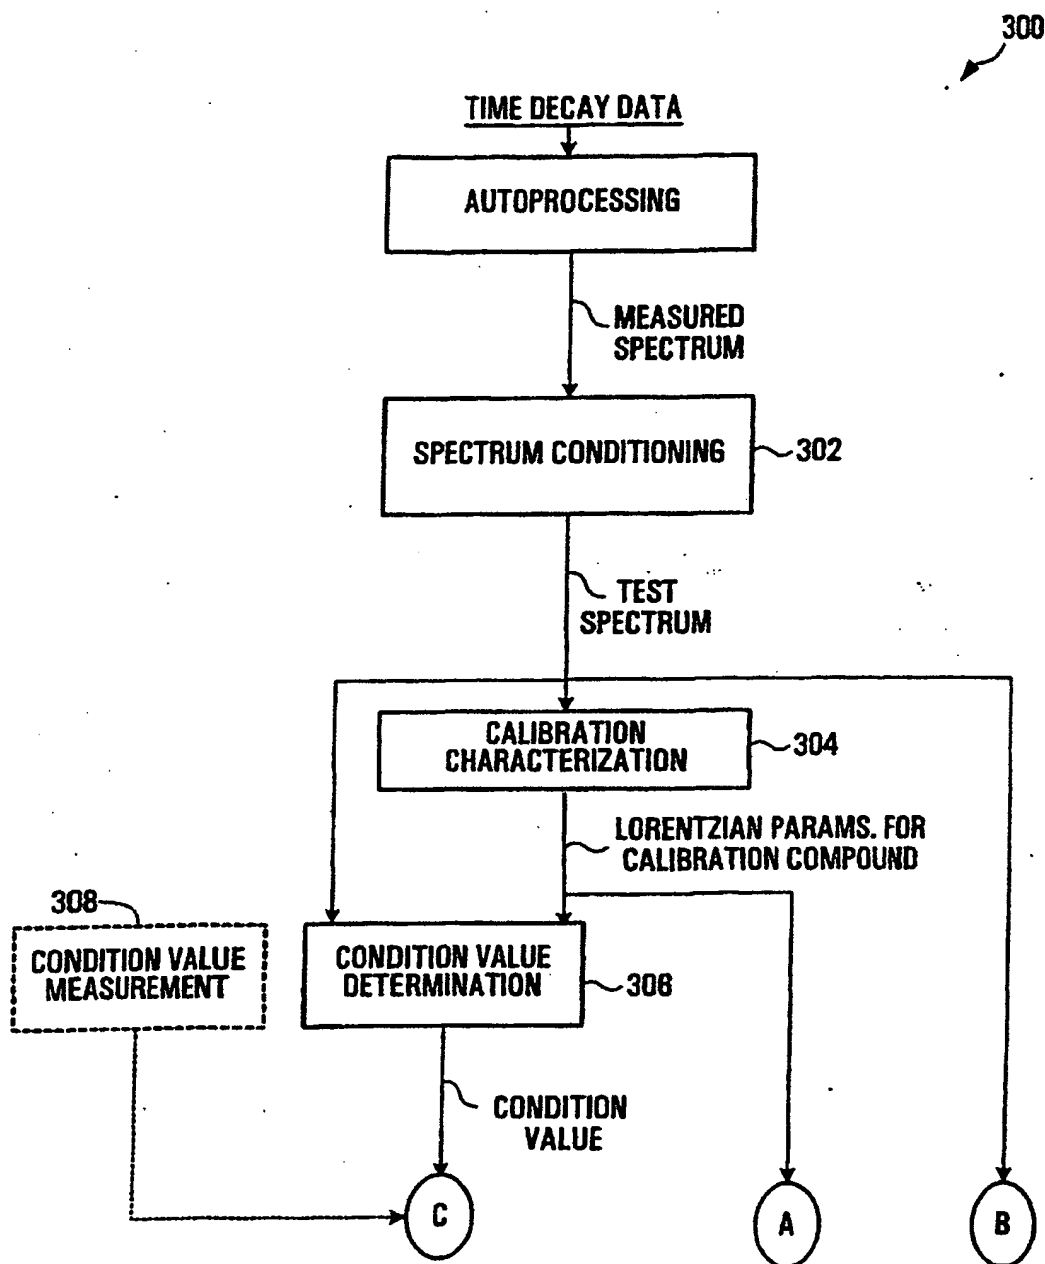 300
TIME DECAY DATA
AUTOPROCESSING
MEASURED
SPECTRUM
SPECTRUM CONDITIONING
302
TEST
SPECTRUM
CALIBRATION
CHARACTERIZATION
304
LORENTZIAN PARAMS. FOR
CALIBRATION COMPOUND
308
CONDITION VALUE
MEASUREMENT
CONDITION VALUE
DETERMINATION
306
CONDITION
VALUE
C
A
B